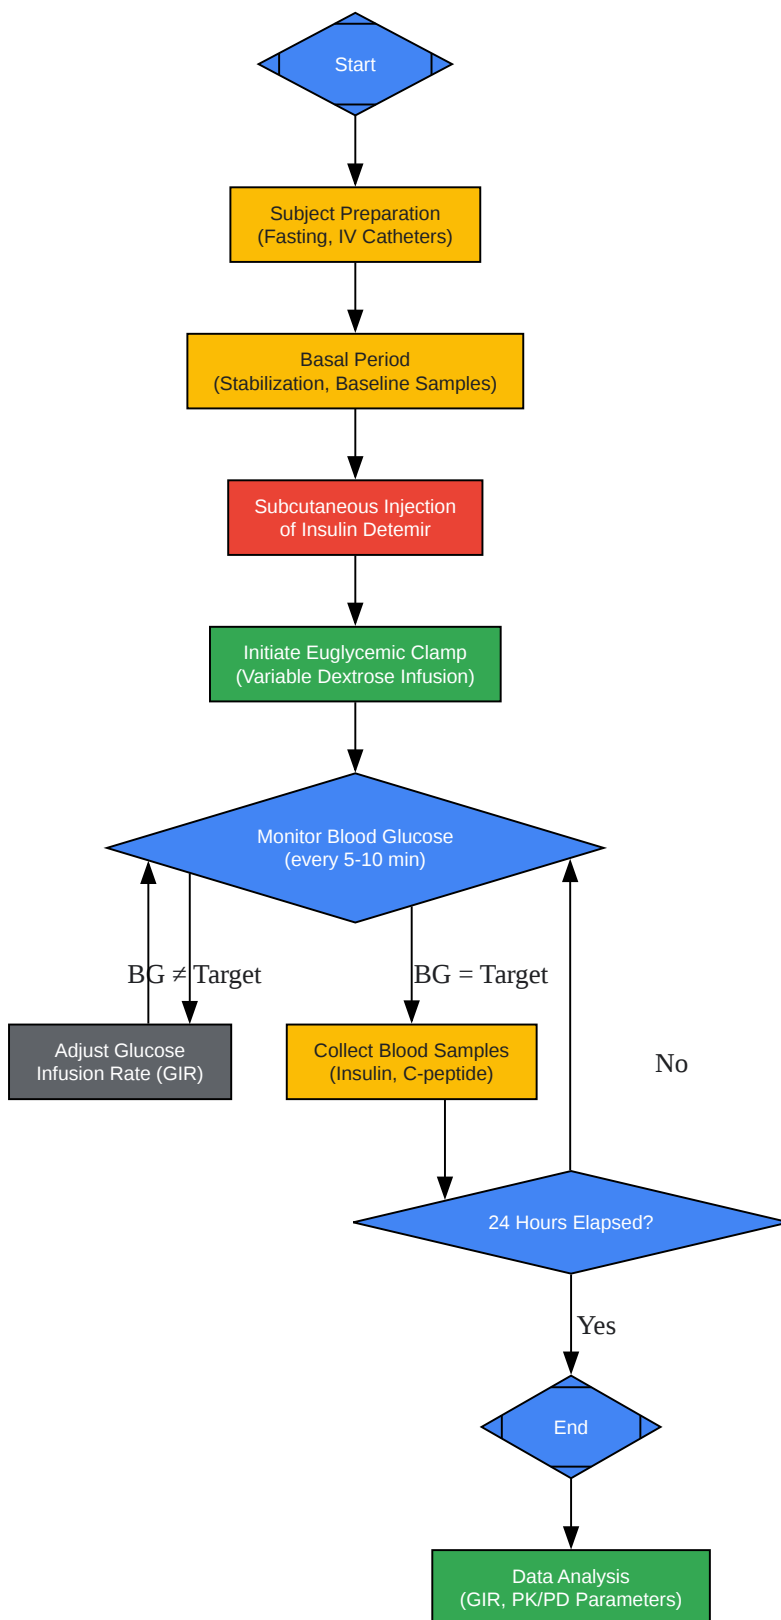 Start
Subject Preparation
(Fasting, IV Catheters)
Basal Period
(Stabilization, Baseline Samples)
Subcutaneous Injection
of Insulin Detemir
Initiate Euglycemic Clamp
(Variable Dextrose Infusion)
Monitor Blood Glucose
(every 5-10 min)
BG ≠ Target
BG = Target
Adjust Glucose
Infusion Rate (GIR)
Collect Blood Samples
(Insulin, C-peptide)
No
24 Hours Elapsed?
Yes
End
Data Analysis
(GIR, PK/PD Parameters)